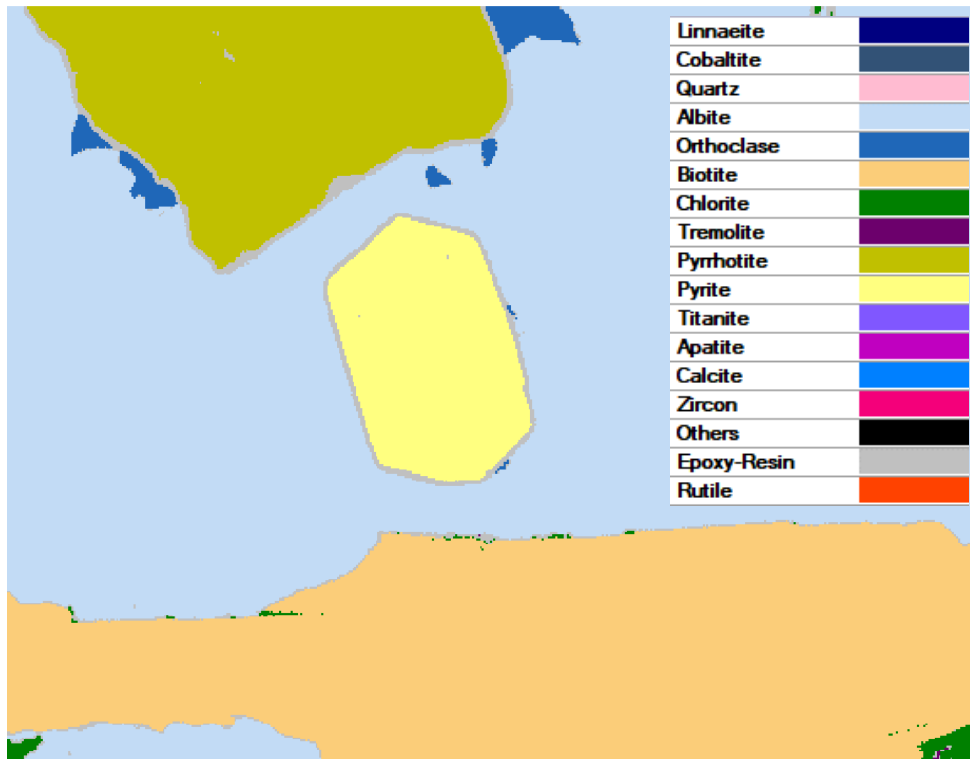 Linnaeite
Cobaltite
Quartz
Albite
Orthoclase
Biotite
Chlorite
Tremolite
Pyrrhotite
Pyrite
Titanite
Apatite
Calcite
Zircon
Others
Epoxy-Resin
Rutile